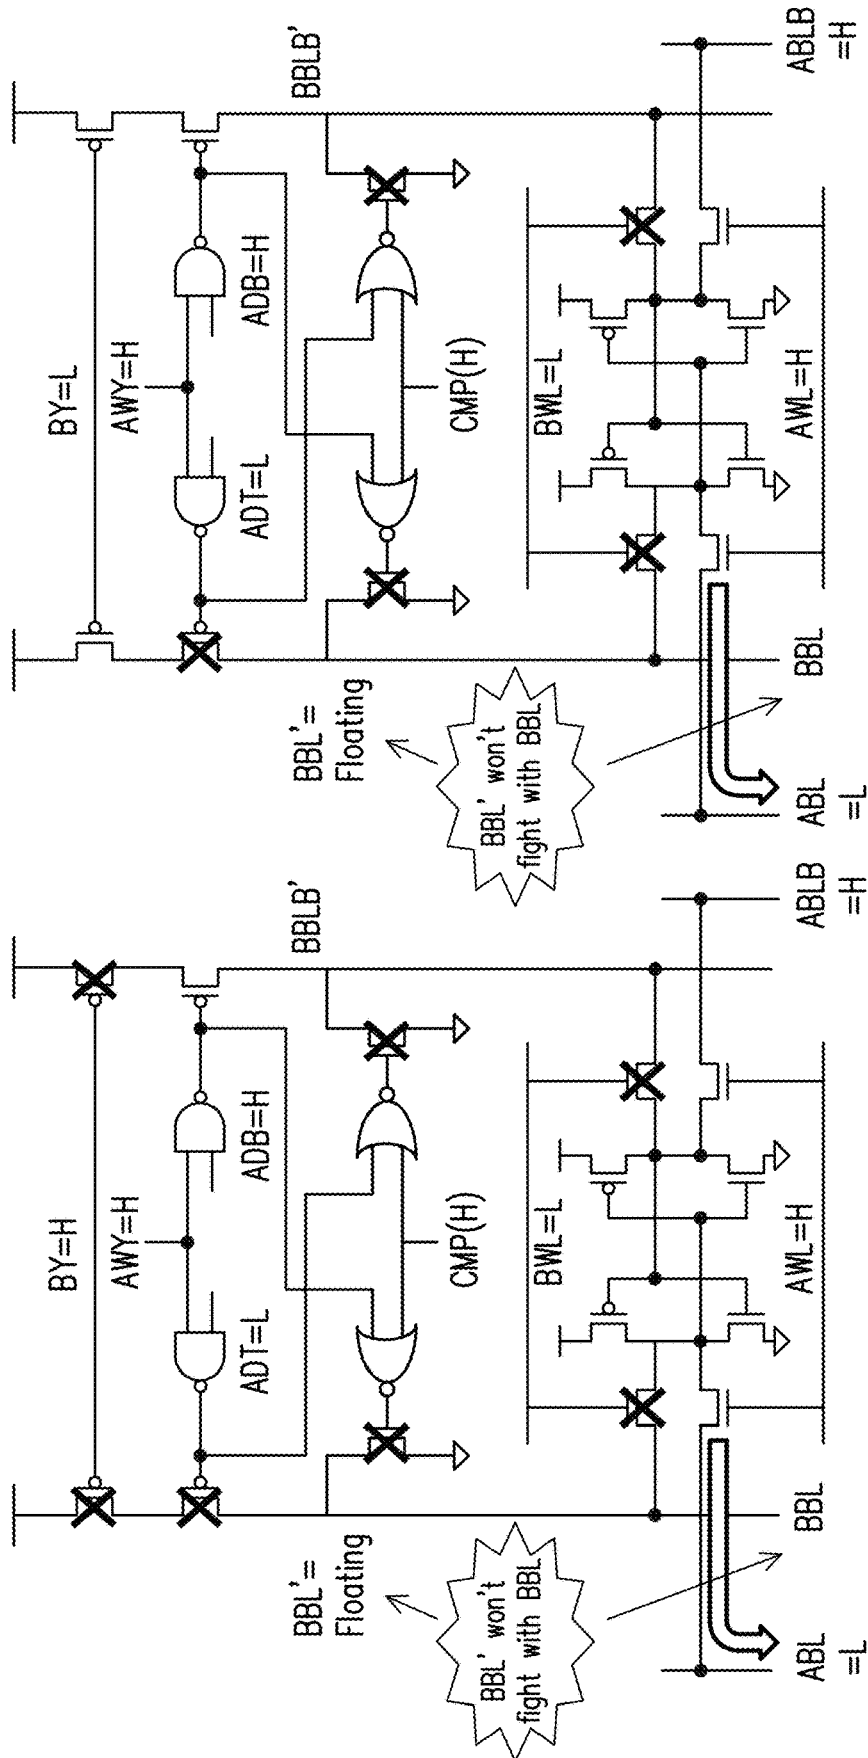 BY=H
AWY=H
ADT=L
ADB=H
BBL'=
Floating
BBLB'
CMP(H)
BBL' won't
fight with BBL
BWL=L
AWL=H
ABL
=L
BBL
ABLB
=H
BY=L
AWY=H
ADT=L
ADB=H
BBL'=
Floating
BBLB'
CMP(H)
BBL' won't
fight with BBL
BWL=L
AWL=H
ABL
=L
BBL
ABLB
=H